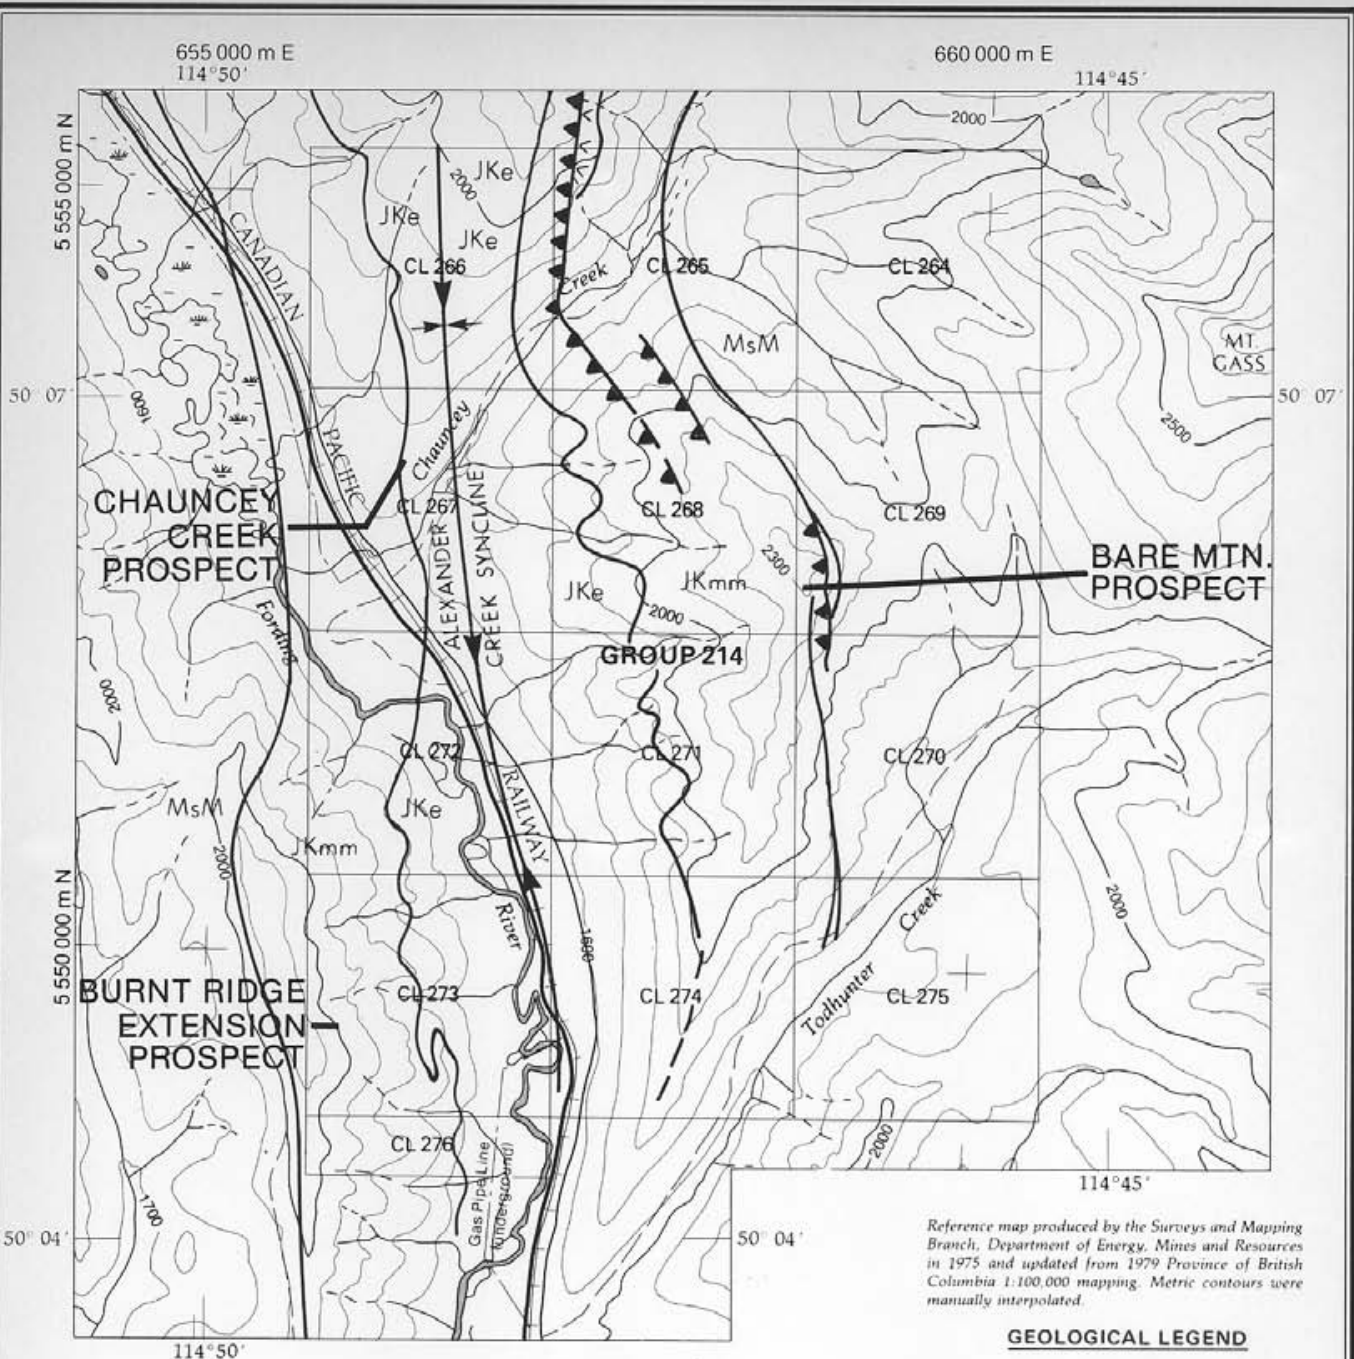 655 000 m E
114°50'
660 000 m E
114°45'
5 555 000 m N
2000
2000
JKe
JKe
JKe
CANADIAN
CL 266
Creek
CL 265
CL 264
MsM
MT.
GASS
50° 07'
50° 07'
1600
2500
PACIFIC
Chauncey
CHAUNCEY
CREEK
PROSPECT
CL 267
ALEXANDER
CREEK SYNCLINE
CL 268
CL 269
2300
BARE MTN.
PROSPECT
JKe
JKmm
2000
Fording
GROUP 214
2000
CL 272
CL 271
CL 270
RAILWAY
MsM
JKe
JKmm
2000
2000
River
1600
Creek
Todhunter
5 550 000 m N
BURNT RIDGE
EXTENSION
PROSPECT
CL 273
CL 274
CL 275
CL 276
Gas Pipe Line
(underground)
2000
1700
114°45'
50° 04'
50° 04'
Reference map produced by the Surveys and Mapping
Branch, Department of Energy, Mines and Resources
in 1975 and updated from 1979 Province of British
Columbia 1:100,000 mapping. Metric contours were
manually interpolated.
GEOLOGICAL LEGEND
114°50'